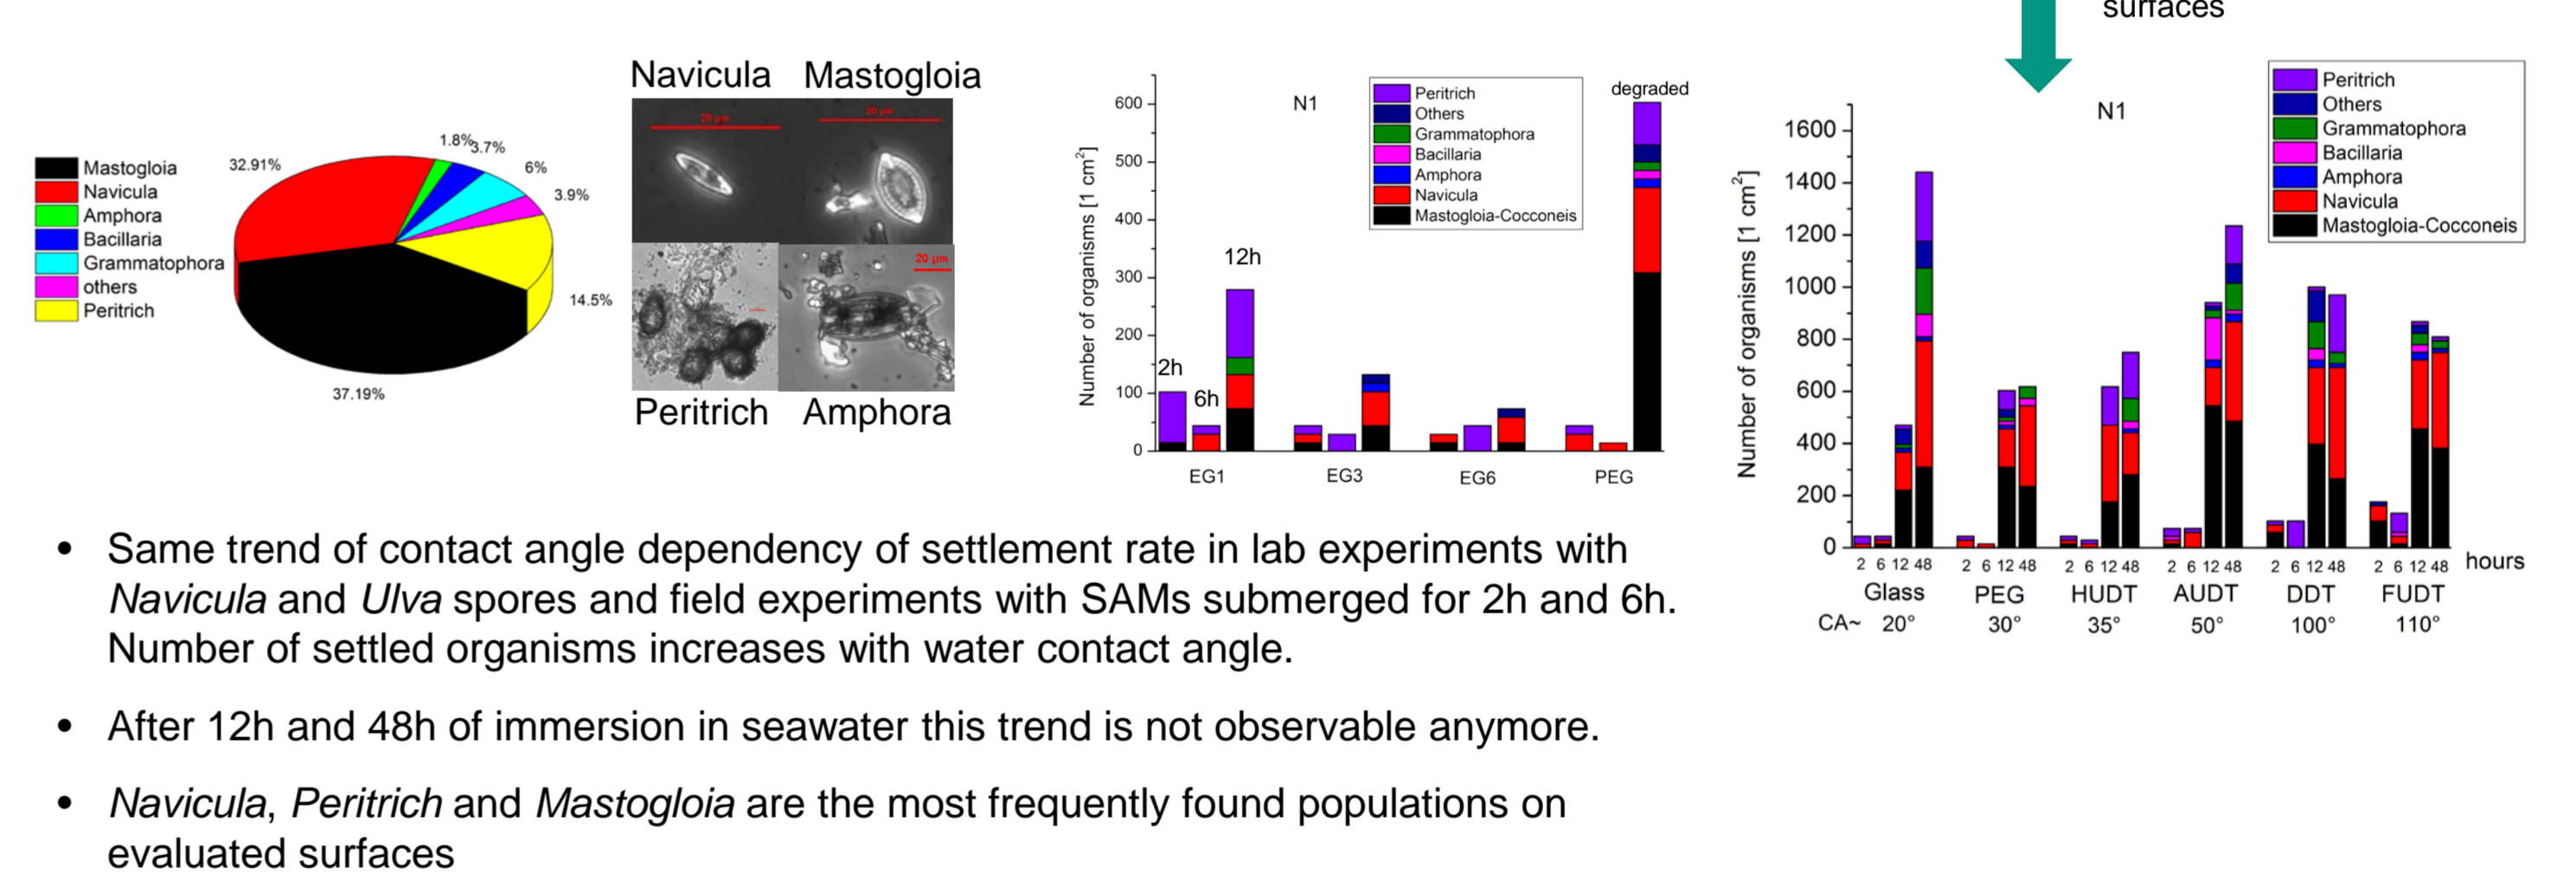 surfaces
Navicula Mastogloia
20 µm
20 µm
20 µm
Peritrich Amphora
Mastogloia
Navicula
Amphora
Bacillaria
Grammatophora
others
Peritrich
32.91%
1.8%
3.7%
6%
3.9%
14.5%
37.19%
Number of organisms [1 cm²]
600
500
400
300
200
100
0
N1
Peritrich
Others
Grammatophora
Bacillaria
Amphora
Navicula
Mastogloia-Cocconeis
degraded
2h
6h
12h
EG1 EG3 EG6 PEG
Number of organisms [1 cm²]
1600
1400
1200
1000
800
600
400
200
0
N1
Peritrich
Others
Grammatophora
Bacillaria
Amphora
Navicula
Mastogloia-Cocconeis
2 6 12 48 2 6 12 48 2 6 12 48 2 6 12 48 2 6 12 48 2 6 12 48 hours
Glass PEG HUDT AUDT DDT FUDT
CA~ 20° 30° 35° 50° 100° 110°
• Same trend of contact angle dependency of settlement rate in lab experiments with
Navicula and Ulva spores and field experiments with SAMs submerged for 2h and 6h.
Number of settled organisms increases with water contact angle.
• After 12h and 48h of immersion in seawater this trend is not observable anymore.
• Navicula, Peritrich and Mastogloia are the most frequently found populations on
evaluated surfaces